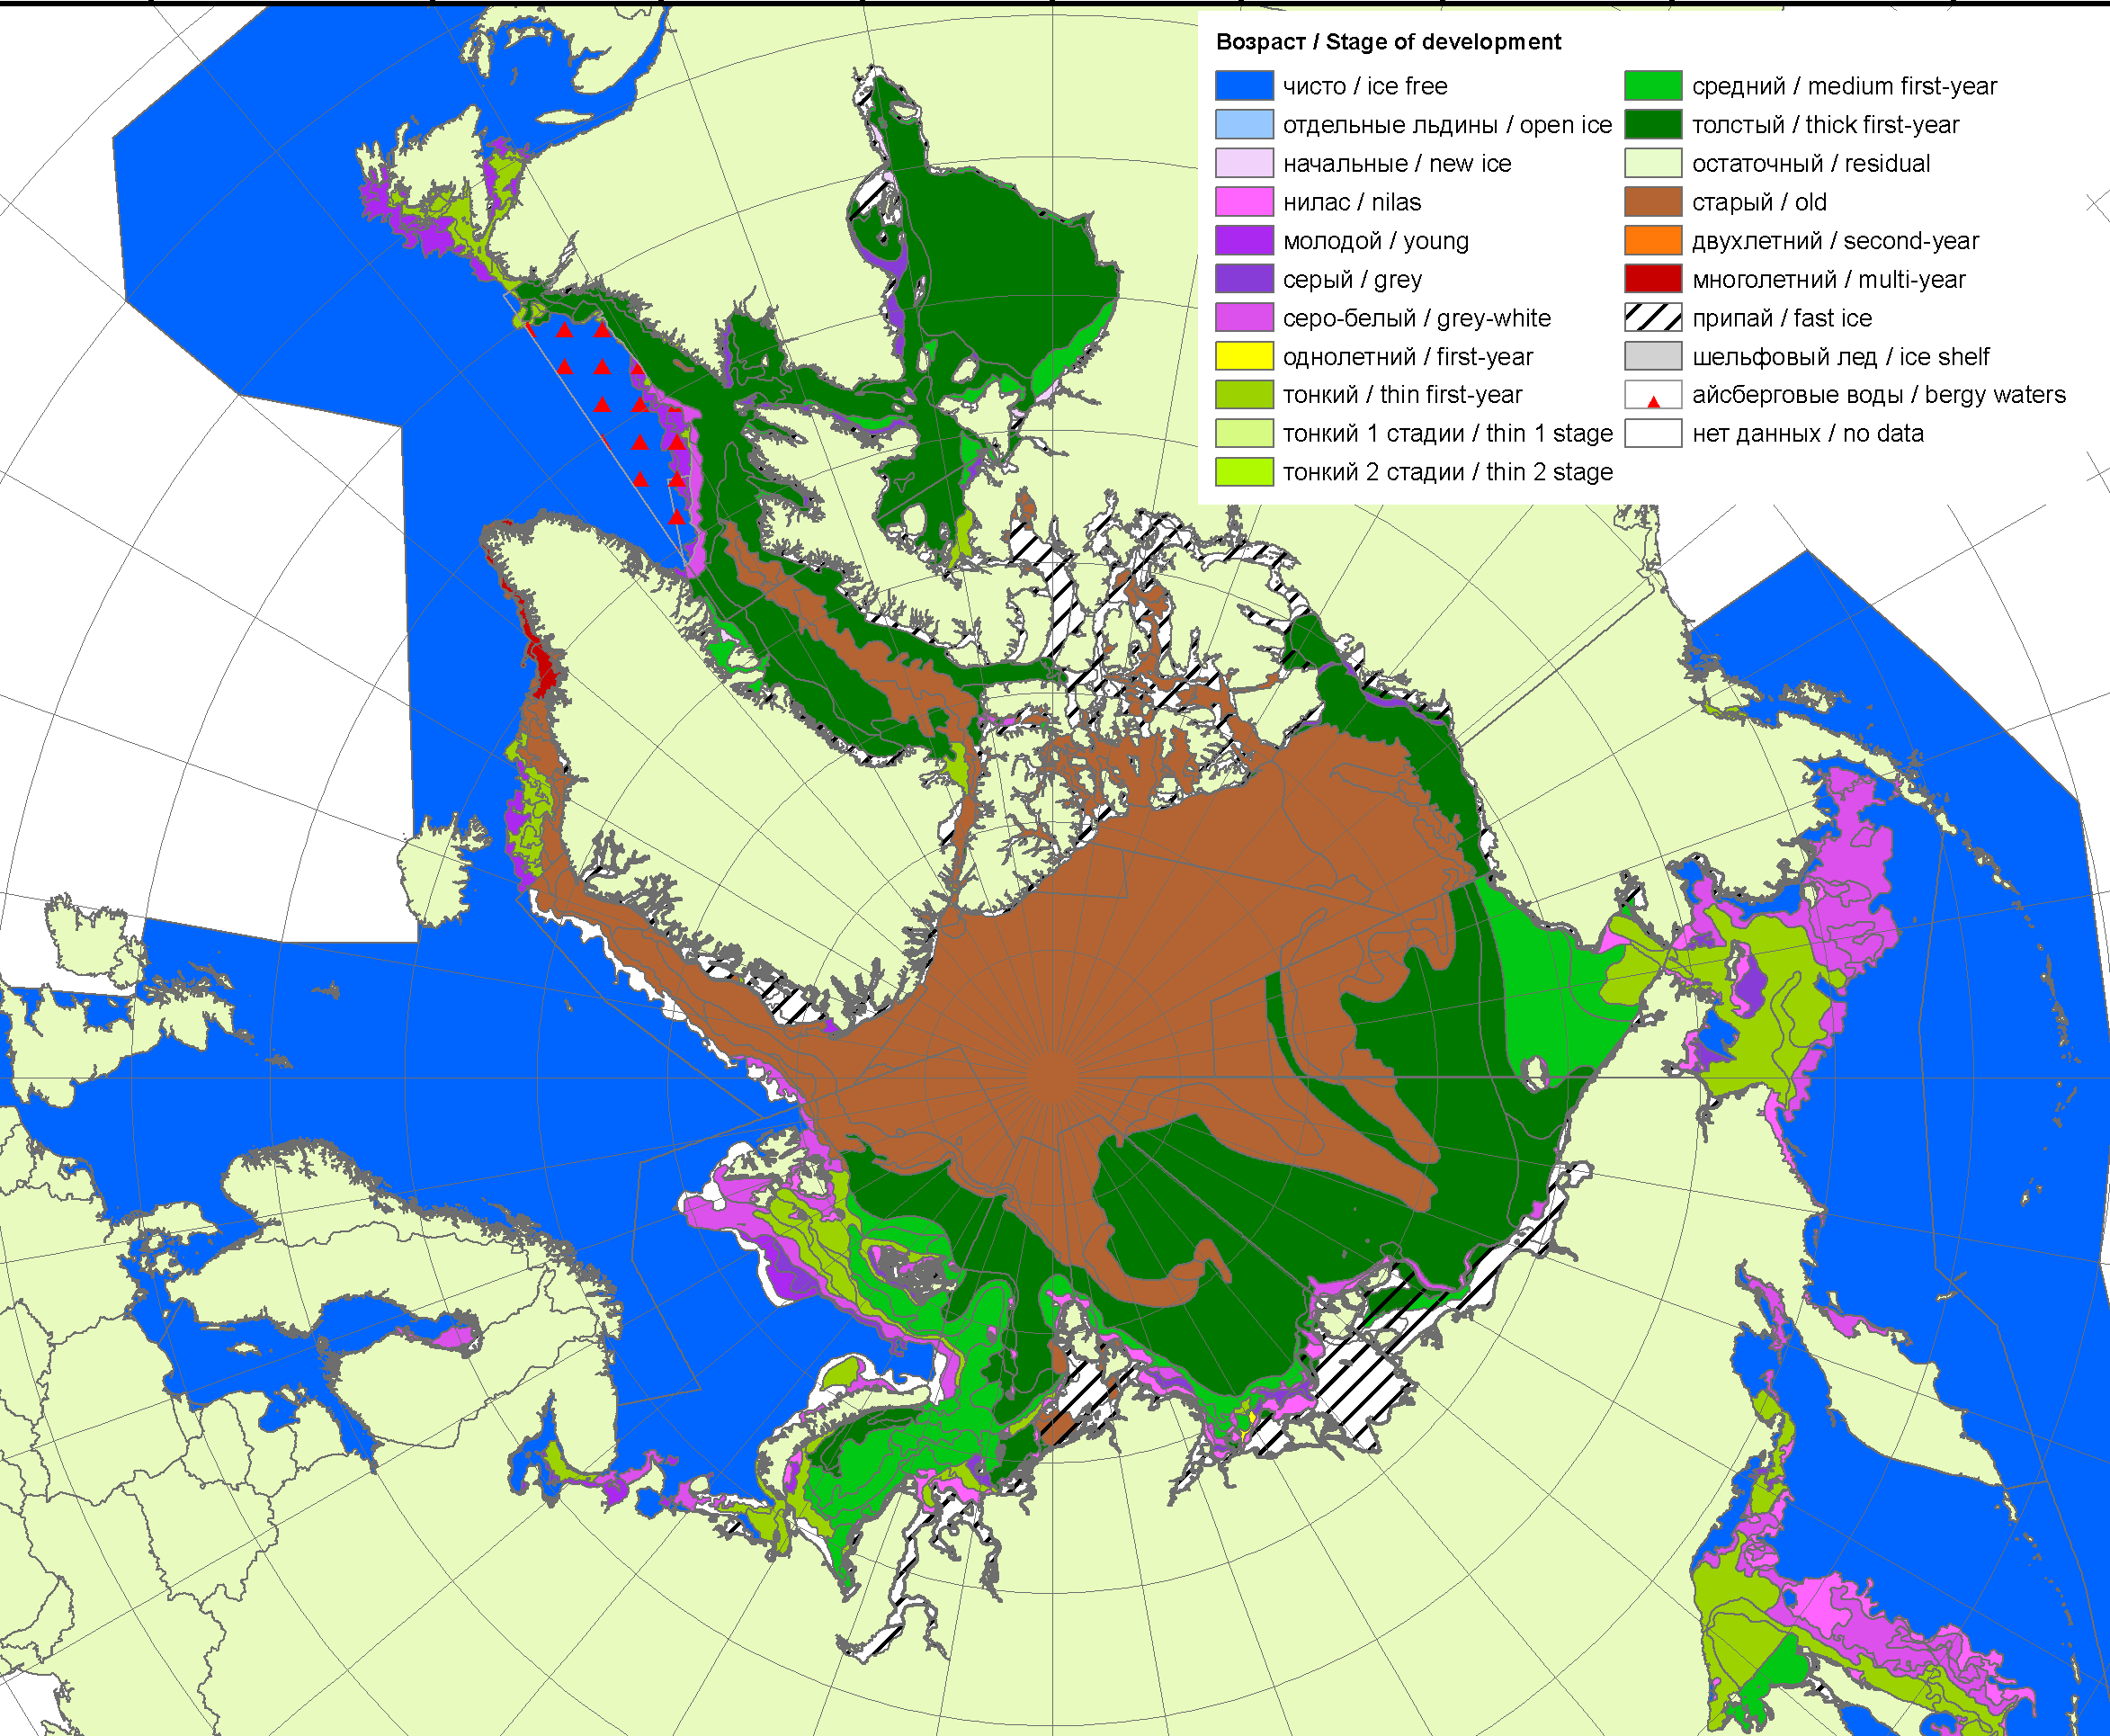 Возраст / Stage of development
чисто / ice free
отдельные льдины / open ice
начальные / new ice
нилас / nilas
молодой / young
серый / grey
серо-белый / grey-white
однолетний / first-year
тонкий / thin first-year
тонкий 1 стадии / thin 1 stage
тонкий 2 стадии / thin 2 stage
средний / medium first-year
толстый / thick first-year
остаточный / residual
старый / old
двухлетний / second-year
многолетний / multi-year
припай / fast ice
шельфовый лед / ice shelf
айсберговые воды / bergy waters
нет данных / no data